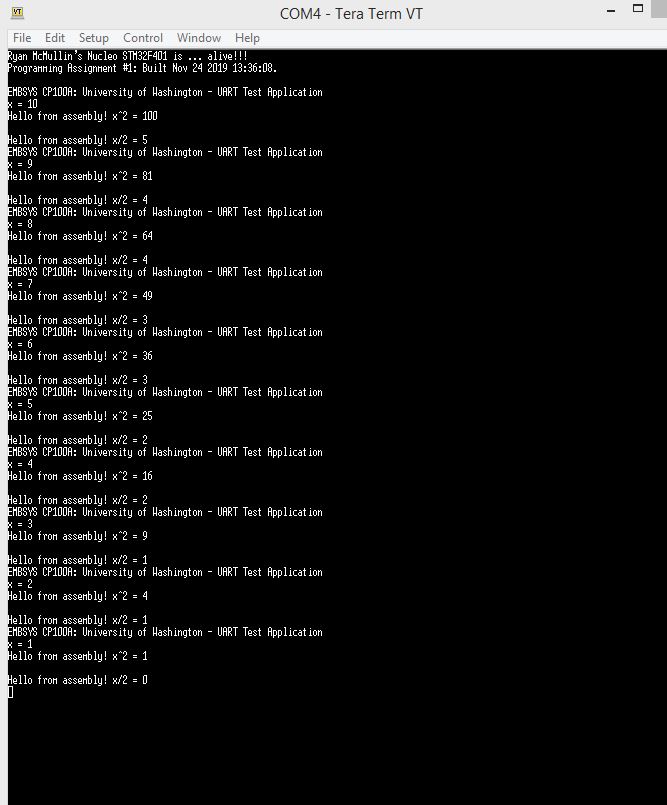 VT
COM4 - Tera Term VT
File Edit Setup Control Window Help
Ryan McMullin's Nucleo STM32F401 is ... alive!!!
Programming Assignment #1: Built Nov 24 2019 13:36:08.
EMBSYS CP100A: University of Washington - UART Test Application
x = 10
Hello from assembly! x^2 = 100
Hello from assembly! x/2 = 5
EMBSYS CP100A: University of Washington - UART Test Application
x = 9
Hello from assembly! x^2 = 81
Hello from assembly! x/2 = 4
EMBSYS CP100A: University of Washington - UART Test Application
x = 8
Hello from assembly! x^2 = 64
Hello from assembly! x/2 = 4
EMBSYS CP100A: University of Washington - UART Test Application
x = 7
Hello from assembly! x^2 = 49
Hello from assembly! x/2 = 3
EMBSYS CP100A: University of Washington - UART Test Application
x = 6
Hello from assembly! x^2 = 36
Hello from assembly! x/2 = 3
EMBSYS CP100A: University of Washington - UART Test Application
x = 5
Hello from assembly! x^2 = 25
Hello from assembly! x/2 = 2
EMBSYS CP100A: University of Washington - UART Test Application
x = 4
Hello from assembly! x^2 = 16
Hello from assembly! x/2 = 2
EMBSYS CP100A: University of Washington - UART Test Application
x = 3
Hello from assembly! x^2 = 9
Hello from assembly! x/2 = 1
EMBSYS CP100A: University of Washington - UART Test Application
x = 2
Hello from assembly! x^2 = 4
Hello from assembly! x/2 = 1
EMBSYS CP100A: University of Washington - UART Test Application
x = 1
Hello from assembly! x^2 = 1
Hello from assembly! x/2 = 0